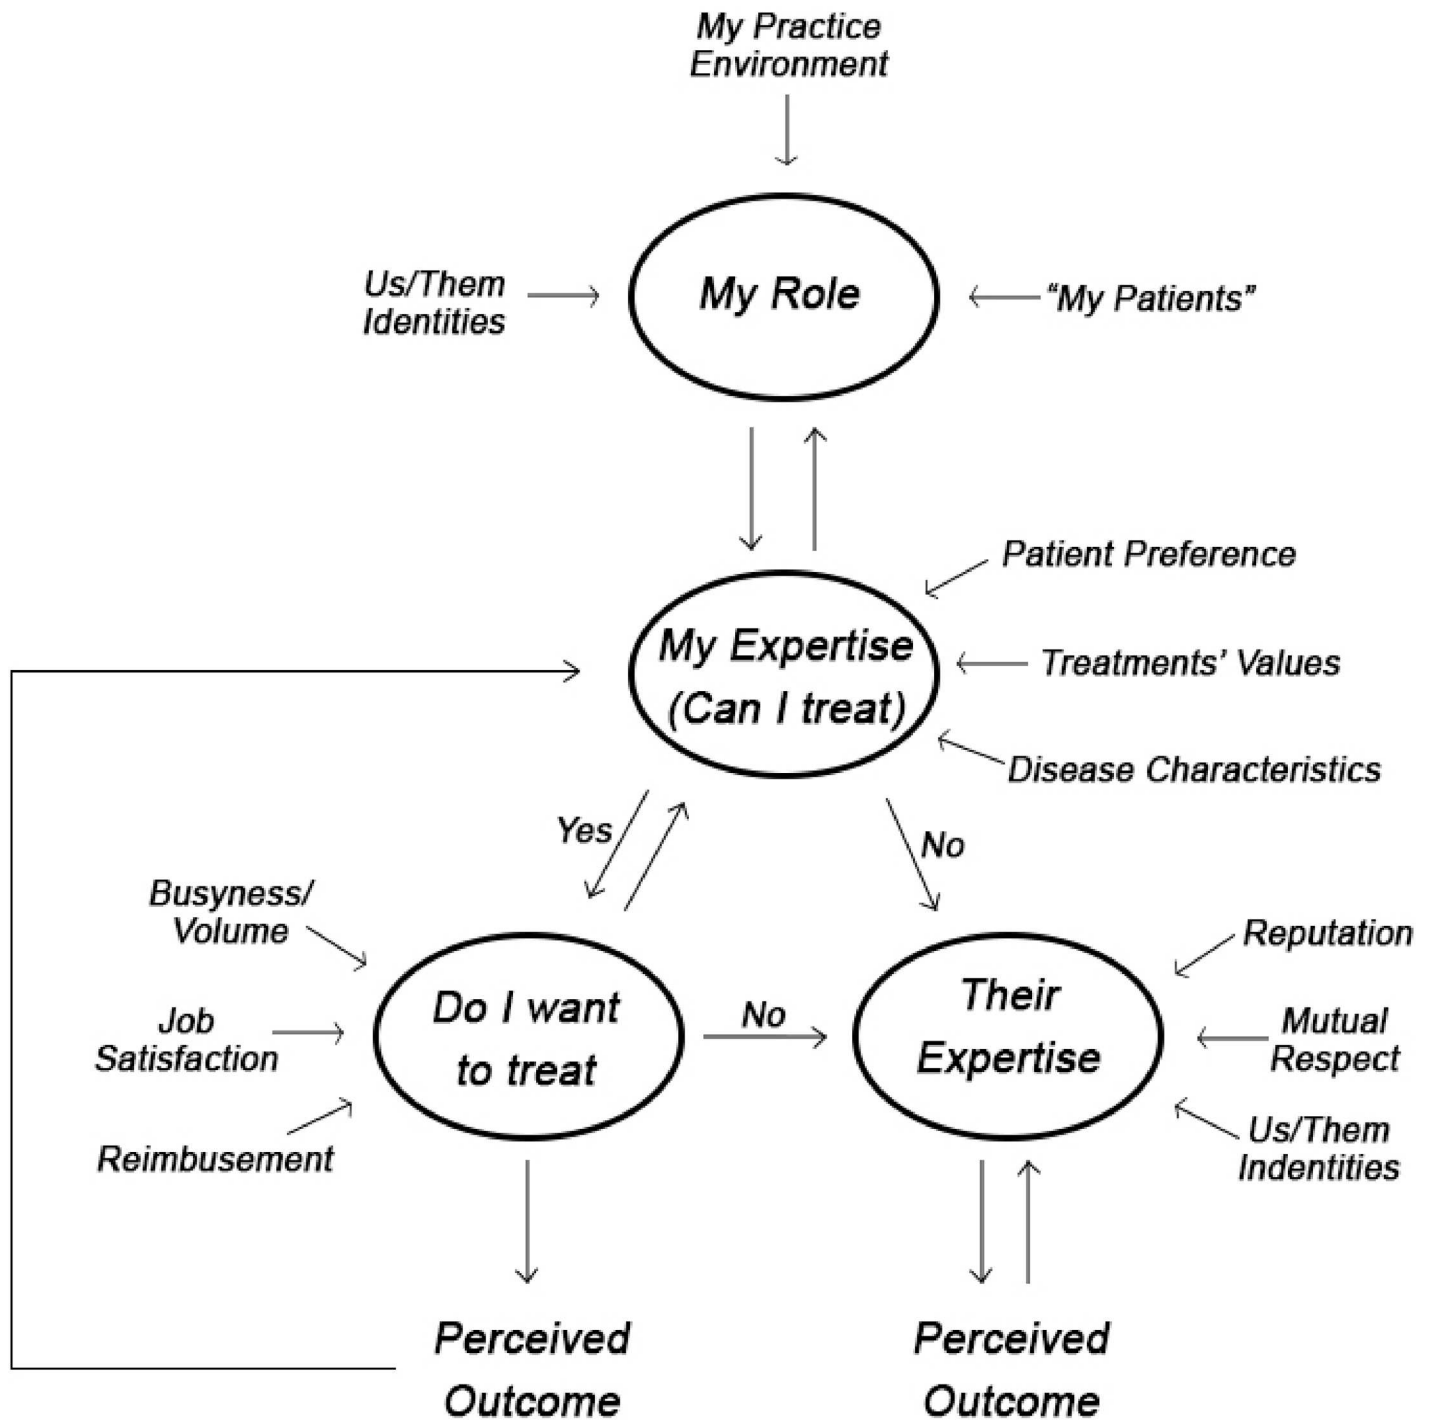 My Practice
Environment
Us/Them
Identities
My Role
“My Patients”
Patient Preference
My Expertise
(Can I treat)
Treatments’ Values
Disease Characteristics
Yes
No
Busyness/
Volume
Job
Satisfaction
Reimbusement
Do I want
to treat
No
Their
Expertise
Reputation
Mutual
Respect
Us/Them
Indentities
Perceived
Outcome
Perceived
Outcome